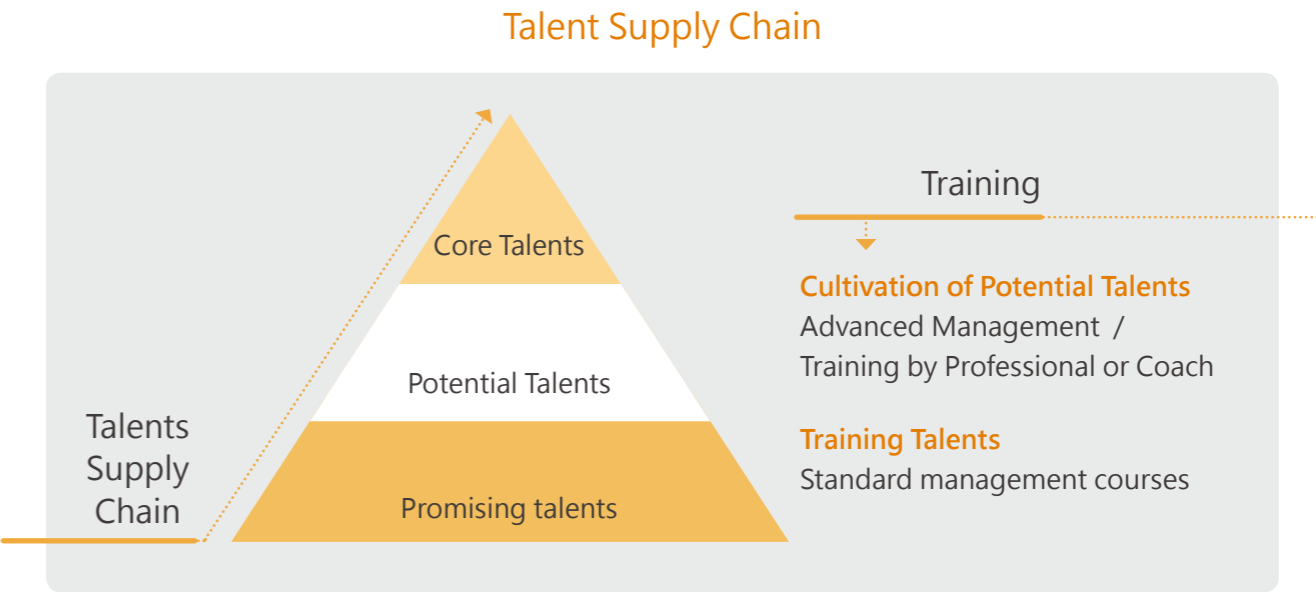 Talent Supply Chain
Core Talents
Potential Talents
Promising talents
Talents
Supply
Chain
Training
Cultivation of Potential Talents
Advanced Management /
Training by Professional or Coach
Training Talents
Standard management courses